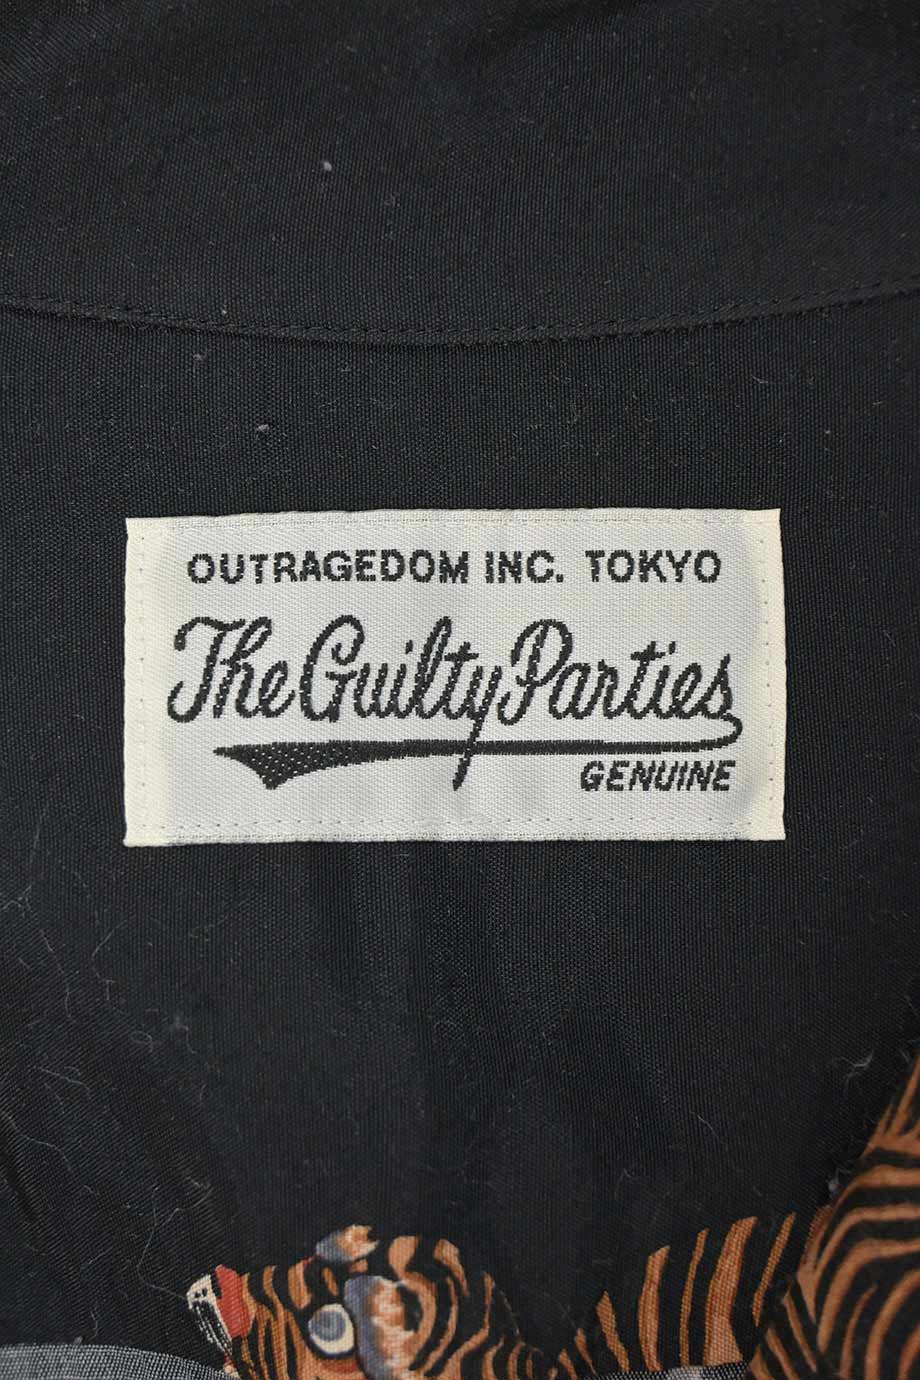 OUTRAGEDOM INC. TOKYO
The Guilty Parties
GENUINE